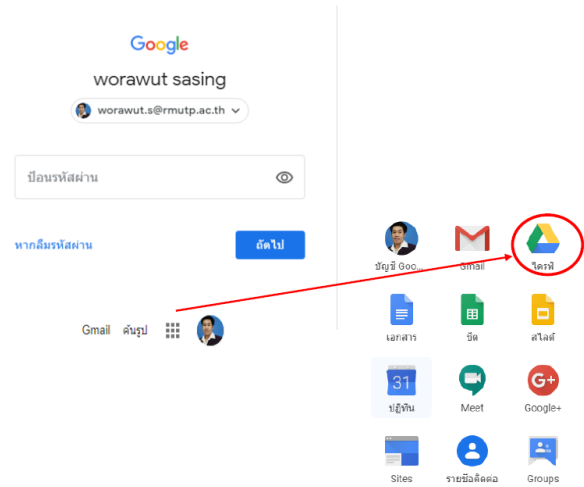 Google
worawut sasing
worawut.s@rmutp.ac.th
ป้อนรหัสผ่าน
หากลืมรหัสผ่าน
ถัดไป
Gmail ค้นรูป
บัญชี Goo... Gmail ไดรฟ์
เอกสาร ชีต สไลด์
31
ปฏิทิน Meet Google+
G+
Sites รายชื่อติดต่อ Groups